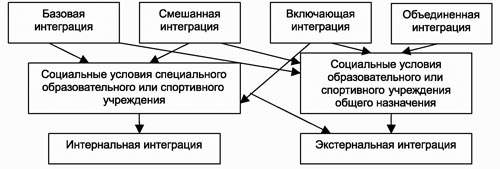 Базовая
интеграция
Смешанная
интеграция
Включающая
интеграция
Объединенная
интеграция
Социальные условия специального
образовательного или спортивного
учреждения
Социальные условия
образовательного или
спортивного учреждения
общего назначения
Интернальная интеграция
Экстернальная интеграция